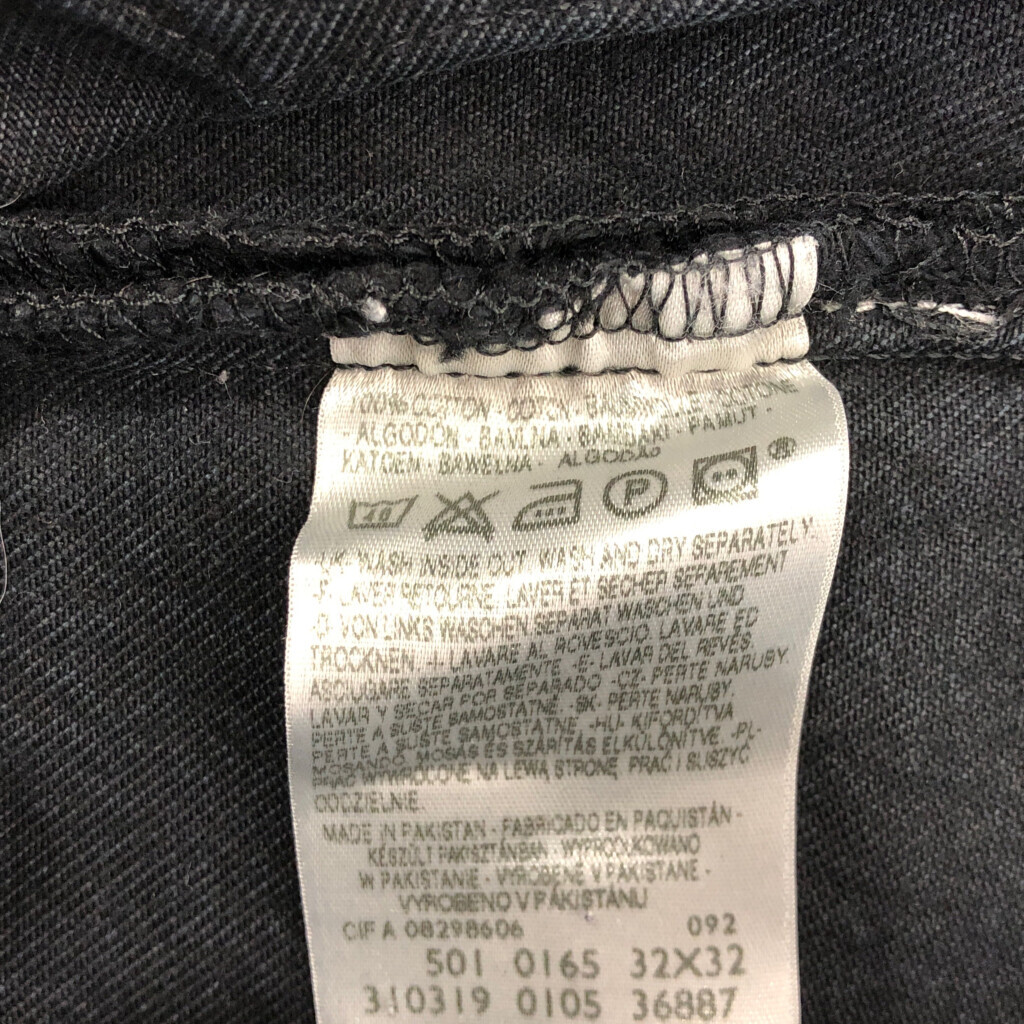 100% COTTON - COTON - BAUMWOLLE - COTONE
- ALGODÓN - BAVLNA - BAMBAKI - PAMUT -
KATOEN - BAWEŁNA - ALGODÃO
40 P ®
-UK- WASH INSIDE OUT. WASH AND DRY SEPARATELY.
-F- LAVER RETOURNE. LAVER ET SECHER SEPAREMENT
-D- VON LINKS WASCHEN SEPARAT WASCHEN UND
TROCKNEN -I- LAVARE AL ROVESCIO. LAVARE ED
ASCIUGARE SEPARATAMENTE -E- LAVAR DEL REVÉS.
LAVAR Y SECAR POR SEPARADO -CZ- PERTE NARUBY.
PERTE A SUŠTE SAMOSTATNĚ. -SK- PERTE NARUBY.
PERTE A SUŠTE SAMOSTATNE -HU- KIFORDÍTVA
MOSANDÓ. MOSÁS ÉS SZÁRÍTÁS ELKÜLÖNÍTVE -PL-
PRAĆ WYWRÓCONE NA LEWĄ STRONĘ. PRAĆ I SUSZYĆ
ODDZIELNIE.
MADE IN PAKISTAN - FABRICADO EN PAQUISTÁN -
KÉSZÜLT PAKISZTÁNBAN - WYPRODUKOWANO
W PAKISTANIE - VYROBENÉ V PAKISTANE -
VYROBENO V PÁKISTÁNU
CIF A 08298606 092
501 0165 32X32
310319 0105 36887